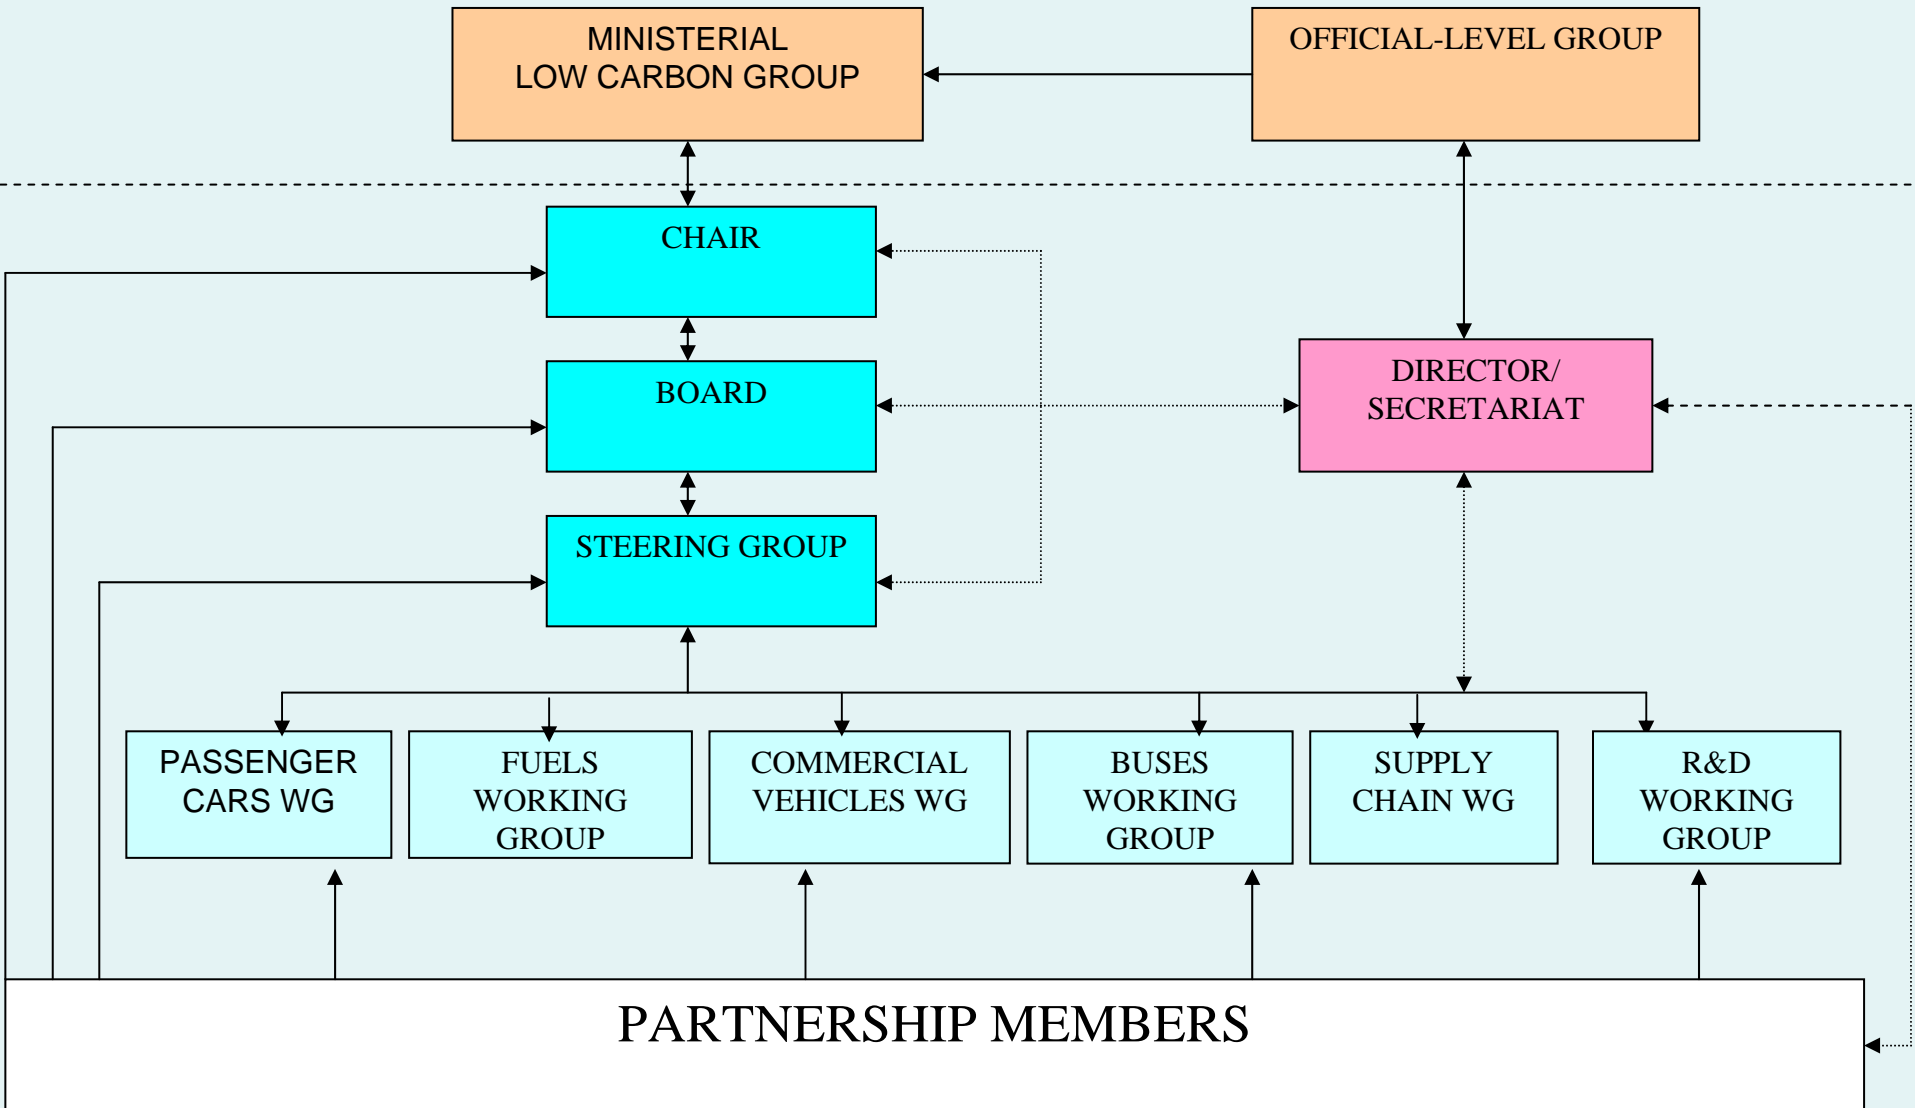 MINISTERIAL
LOW CARBON GROUP
OFFICIAL-LEVEL GROUP
CHAIR
BOARD
DIRECTOR/
SECRETARIAT
STEERING GROUP
PASSENGER
CARS WG
FUELS
WORKING
GROUP
COMMERCIAL
VEHICLES WG
BUSES
WORKING
GROUP
SUPPLY
CHAIN WG
R&D
WORKING
GROUP
PARTNERSHIP MEMBERS